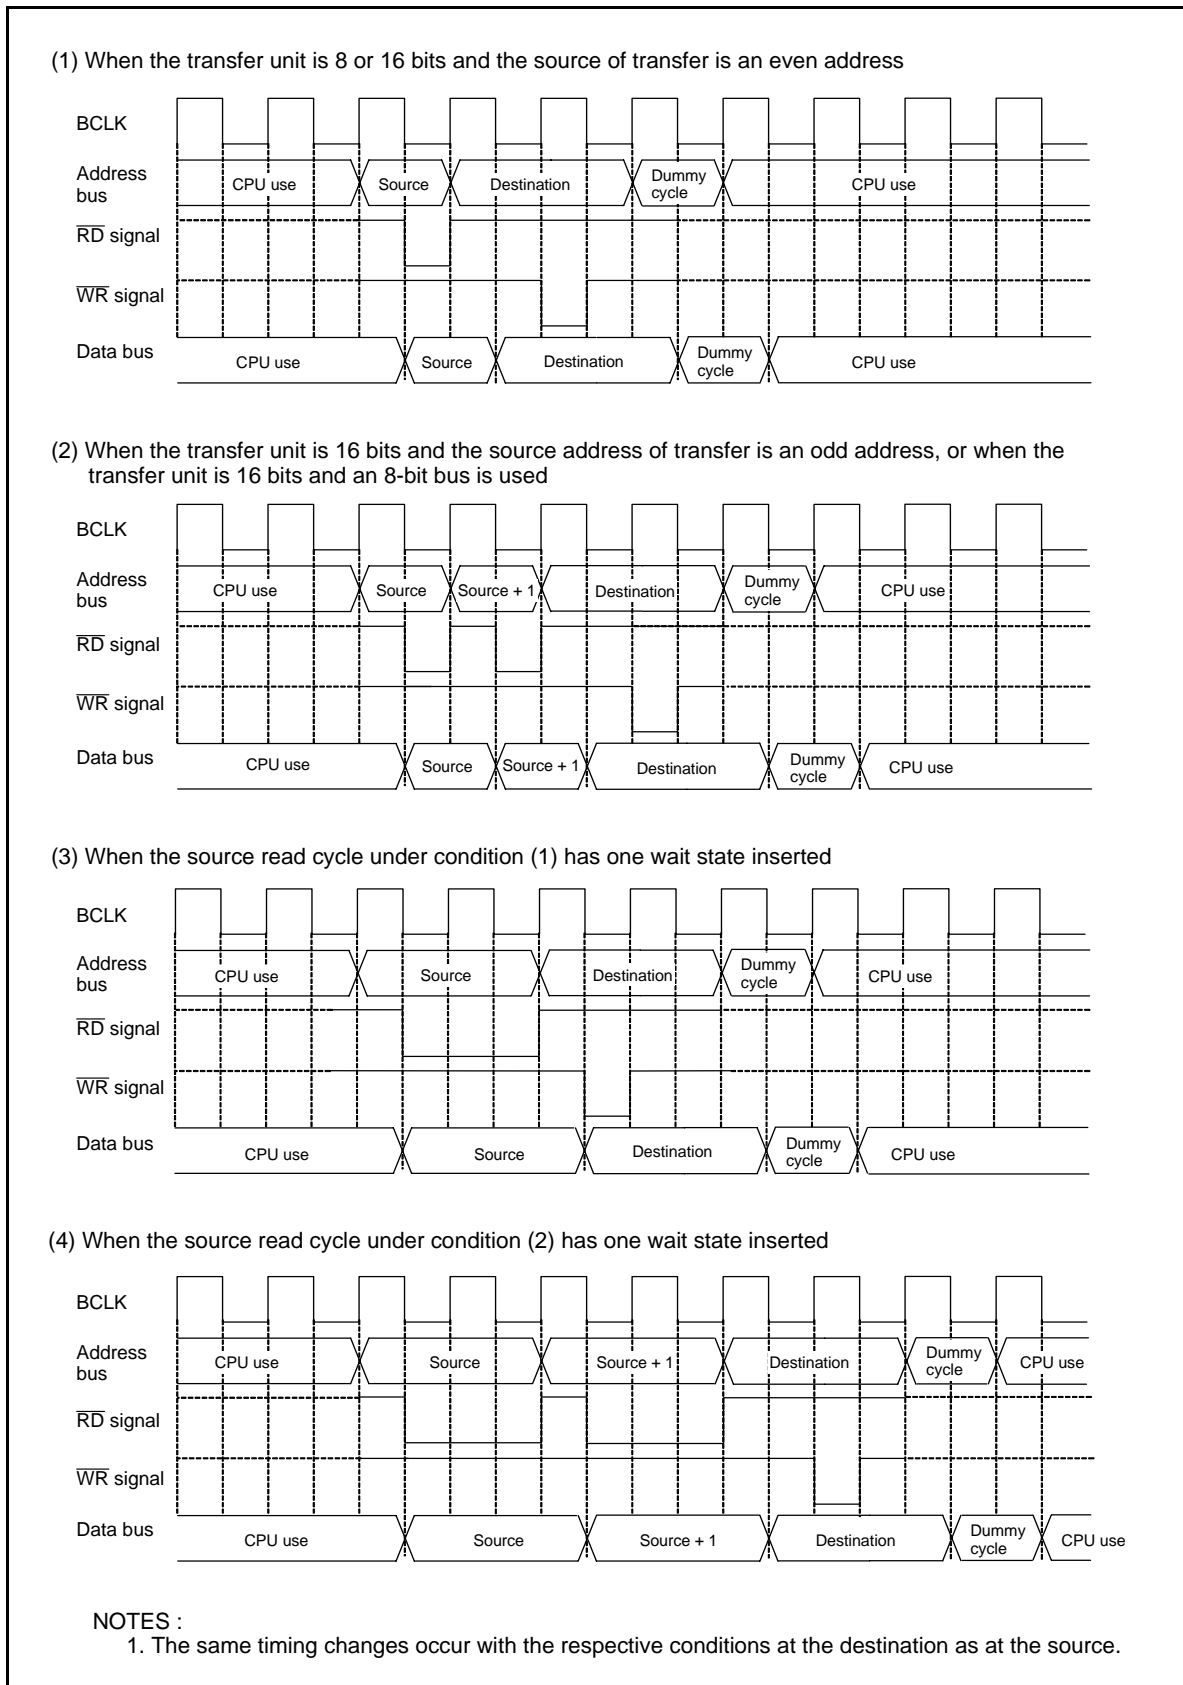 (1) When the transfer unit is 8 or 16 bits and the source of transfer is an even address
BCLK
Address
bus
CPU use
Source
Destination
Dummy
cycle
CPU use
RD signal
WR signal
Data bus
CPU use
Source
Destination
Dummy
cycle
CPU use
(2) When the transfer unit is 16 bits and the source address of transfer is an odd address, or when the
transfer unit is 16 bits and an 8-bit bus is used
BCLK
Address
bus
CPU use
Source
Source + 1
Destination
Dummy
cycle
CPU use
RD signal
WR signal
Data bus
CPU use
Source
Source + 1
Destination
Dummy
cycle
CPU use
(3) When the source read cycle under condition (1) has one wait state inserted
BCLK
Address
bus
CPU use
Source
Destination
Dummy
cycle
CPU use
RD signal
WR signal
Data bus
CPU use
Source
Destination
Dummy
cycle
CPU use
(4) When the source read cycle under condition (2) has one wait state inserted
BCLK
Address
bus
CPU use
Source
Source + 1
Destination
Dummy
cycle
CPU use
RD signal
WR signal
Data bus
CPU use
Source
Source + 1
Destination
Dummy
cycle
CPU use
NOTES :
1. The same timing changes occur with the respective conditions at the destination as at the source.